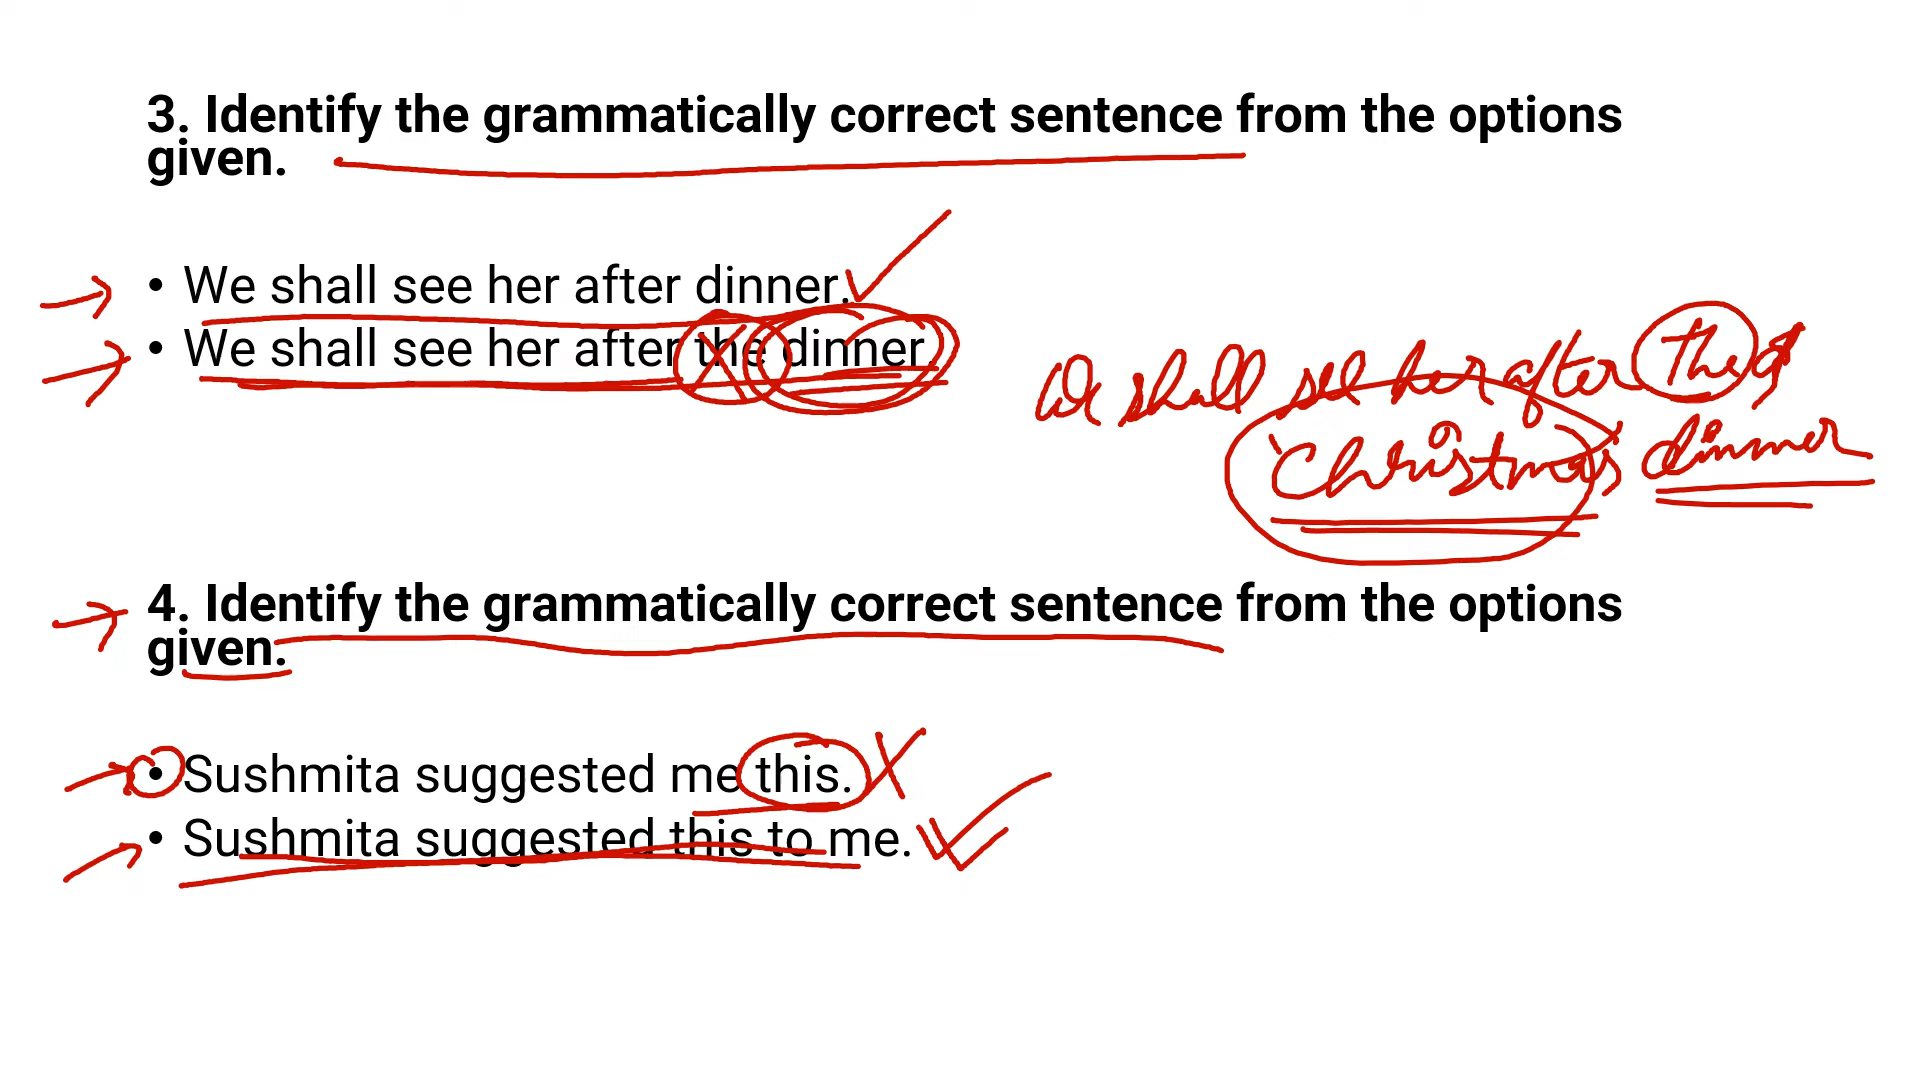 3. Identify the grammatically correct sentence from the options
given.
• We shall see her after dinner.
• We shall see her after the dinner.
We shall see her after the
'Christmas' dinner
4. Identify the grammatically correct sentence from the options
given.
• Sushmita suggested me this.
• Sushmita suggested this to me.